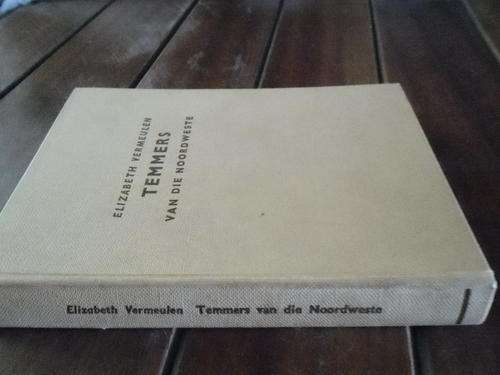 ELIZABETH VERMEULEN
TEMMERS
VAN DIE NOORDWESTE
Elizabeth Vermeulen Temmers van die Noordweste